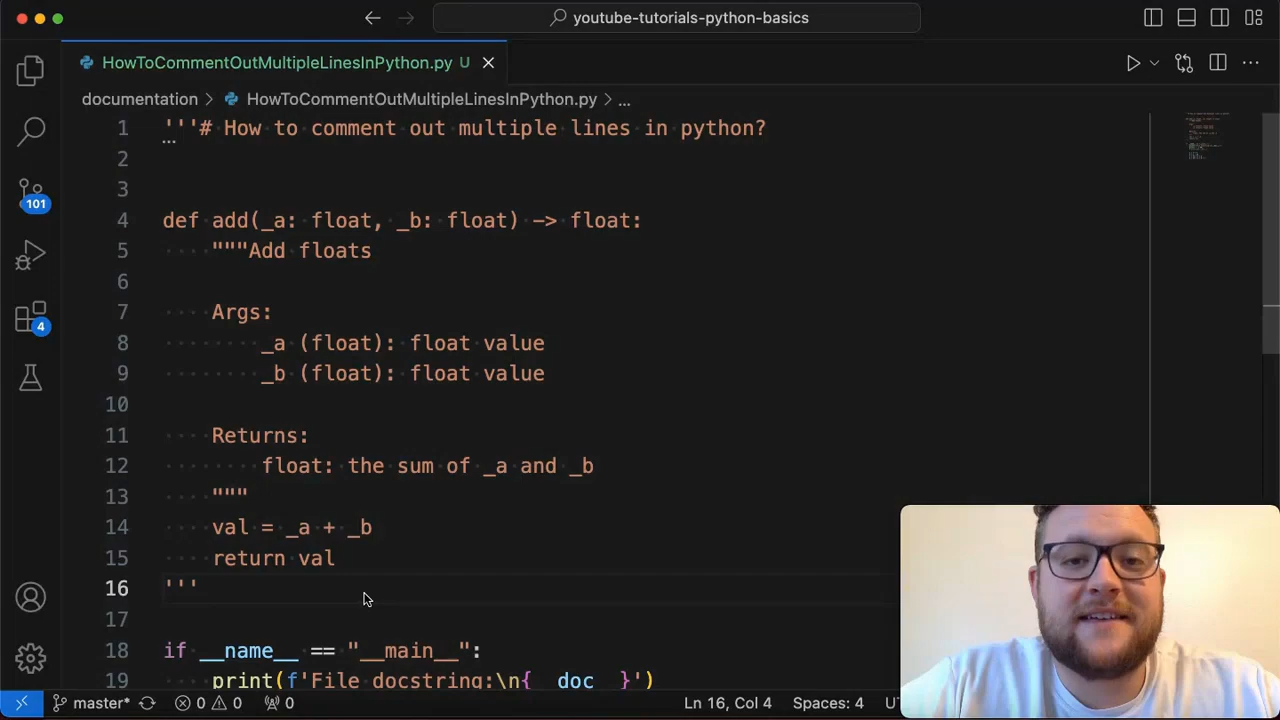 youtube-tutorials-python-basics
HowToCommentOutMultipleLinesInPython.py U
documentation > HowToCommentOutMultipleLinesInPython.py > ...
1 '''# How to comment out multiple lines in python?
2
3
4 def add(_a: float, _b: float) -> float:
5 """Add floats
6
7 Args:
8 _a (float): float value
9 _b (float): float value
10
11 Returns:
12 float: the sum of _a and _b
13 """
14 val = _a + _b
15 return val
16 '''
17
18 if __name__ == "__main__":
19 print(f'File docstring:\n{__doc__}')
101
4
master* 0 0 0 Ln 16, Col 4 Spaces: 4